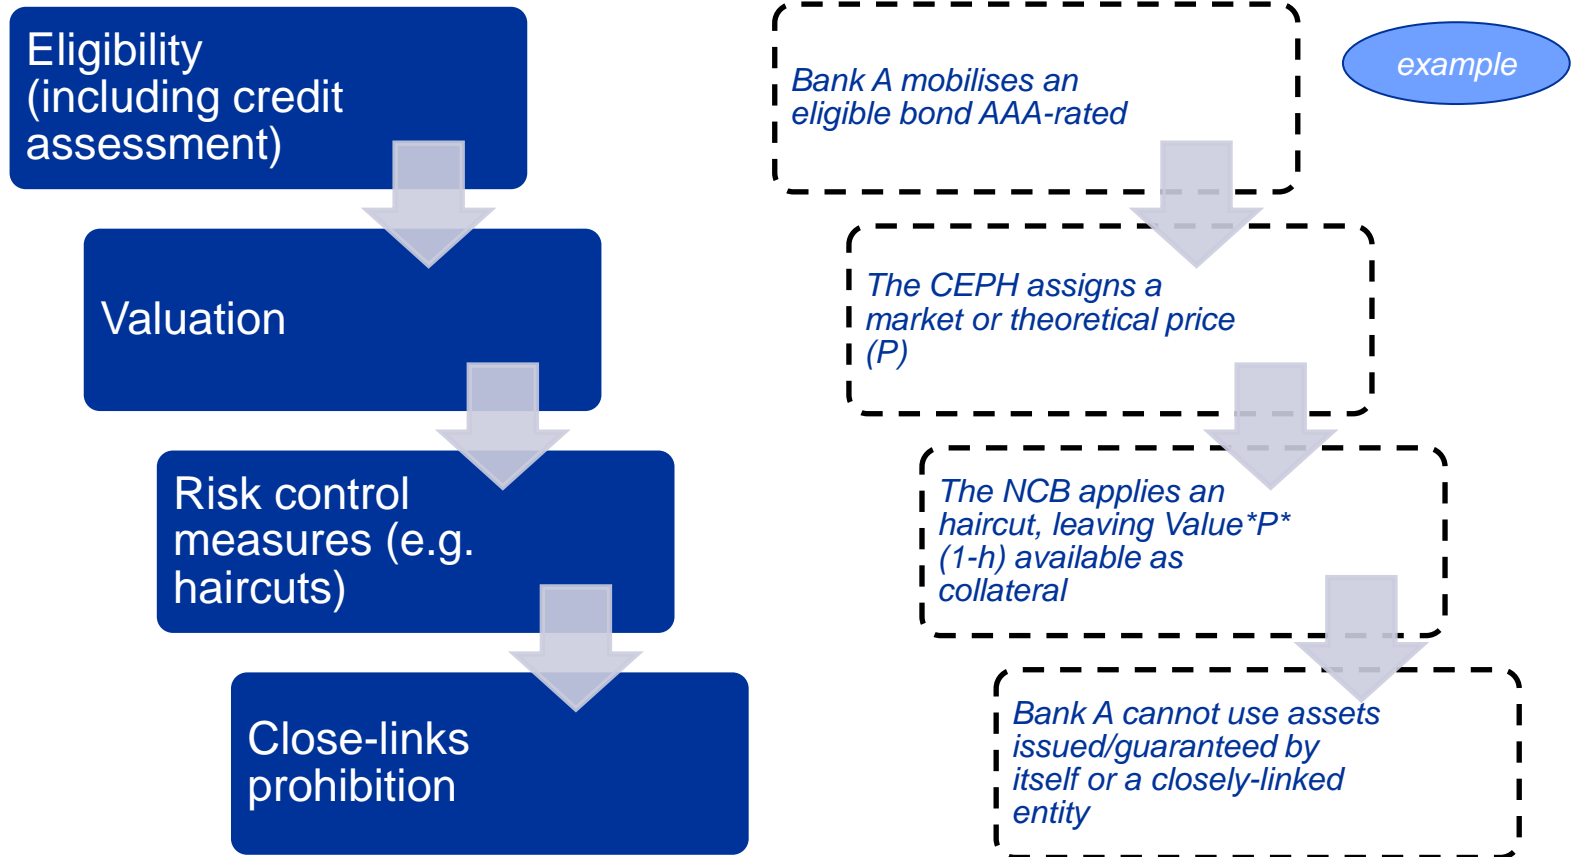 Eligibility
(including credit
assessment)
Bank A mobilises an
eligible bond AAA-rated
example
Valuation
The CEPH assigns a
market or theoretical price
(P)
Risk control
measures (e.g.
haircuts)
The NCB applies an
haircut, leaving Value*P*
(1-h) available as
collateral
Close-links
prohibition
Bank A cannot use assets
issued/guaranteed by
itself or a closely-linked
entity